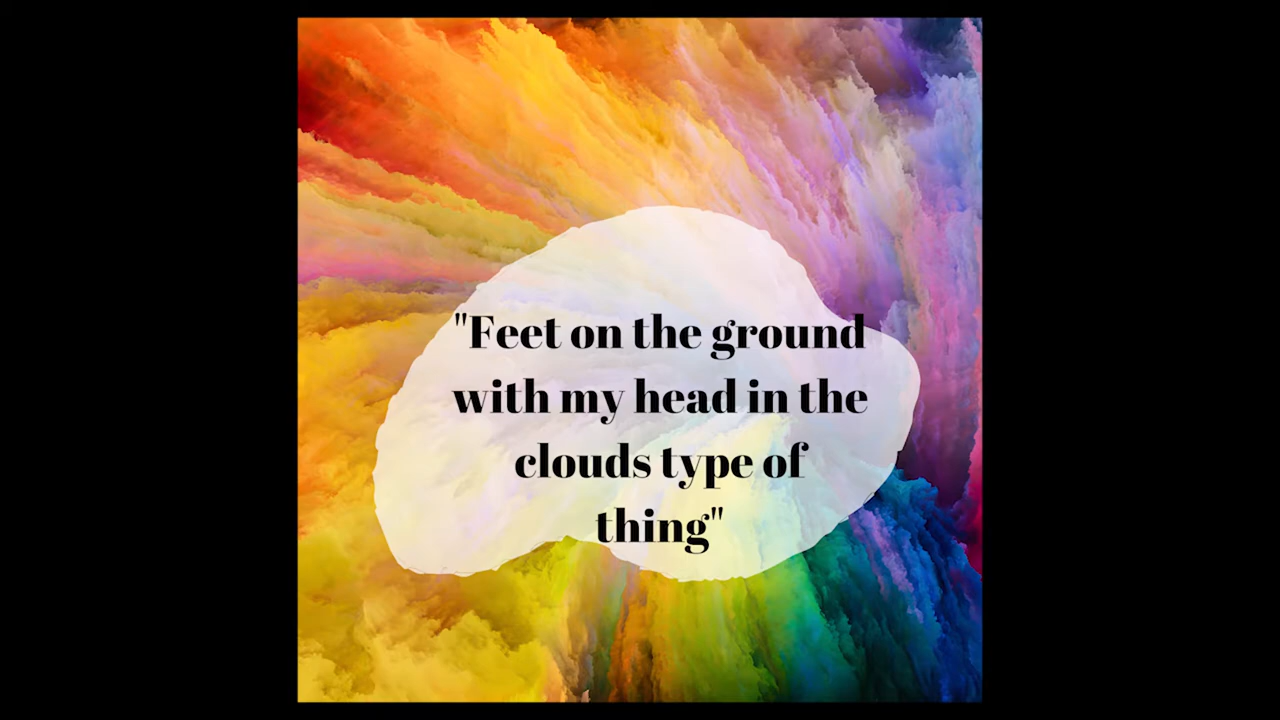 "Feet on the ground
with my head in the
clouds type of
thing"